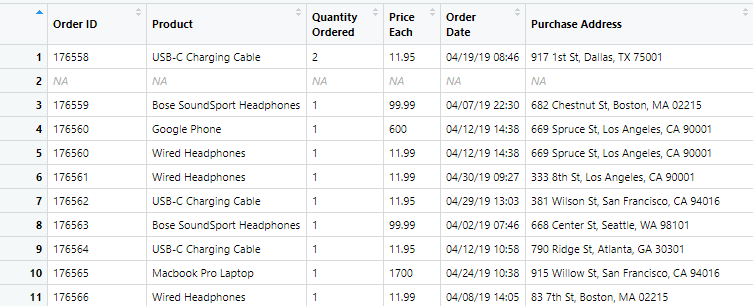 Order ID Product Quantity Ordered Price Each Order Date Purchase Address
1 176558 USB-C Charging Cable 2 11.95 04/19/19 08:46 917 1st St, Dallas, TX 75001
2 NA NA NA NA NA NA
3 176559 Bose SoundSport Headphones 1 99.99 04/07/19 22:30 682 Chestnut St, Boston, MA 02215
4 176560 Google Phone 1 600 04/12/19 14:38 669 Spruce St, Los Angeles, CA 90001
5 176560 Wired Headphones 1 11.99 04/12/19 14:38 669 Spruce St, Los Angeles, CA 90001
6 176561 Wired Headphones 1 11.99 04/30/19 09:27 333 8th St, Los Angeles, CA 90001
7 176562 USB-C Charging Cable 1 11.95 04/29/19 13:03 381 Wilson St, San Francisco, CA 94016
8 176563 Bose SoundSport Headphones 1 99.99 04/02/19 07:46 668 Center St, Seattle, WA 98101
9 176564 USB-C Charging Cable 1 11.95 04/12/19 10:58 790 Ridge St, Atlanta, GA 30301
10 176565 Macbook Pro Laptop 1 1700 04/24/19 10:38 915 Willow St, San Francisco, CA 94016
11 176566 Wired Headphones 1 11.99 04/08/19 14:05 83 7th St, Boston, MA 02215